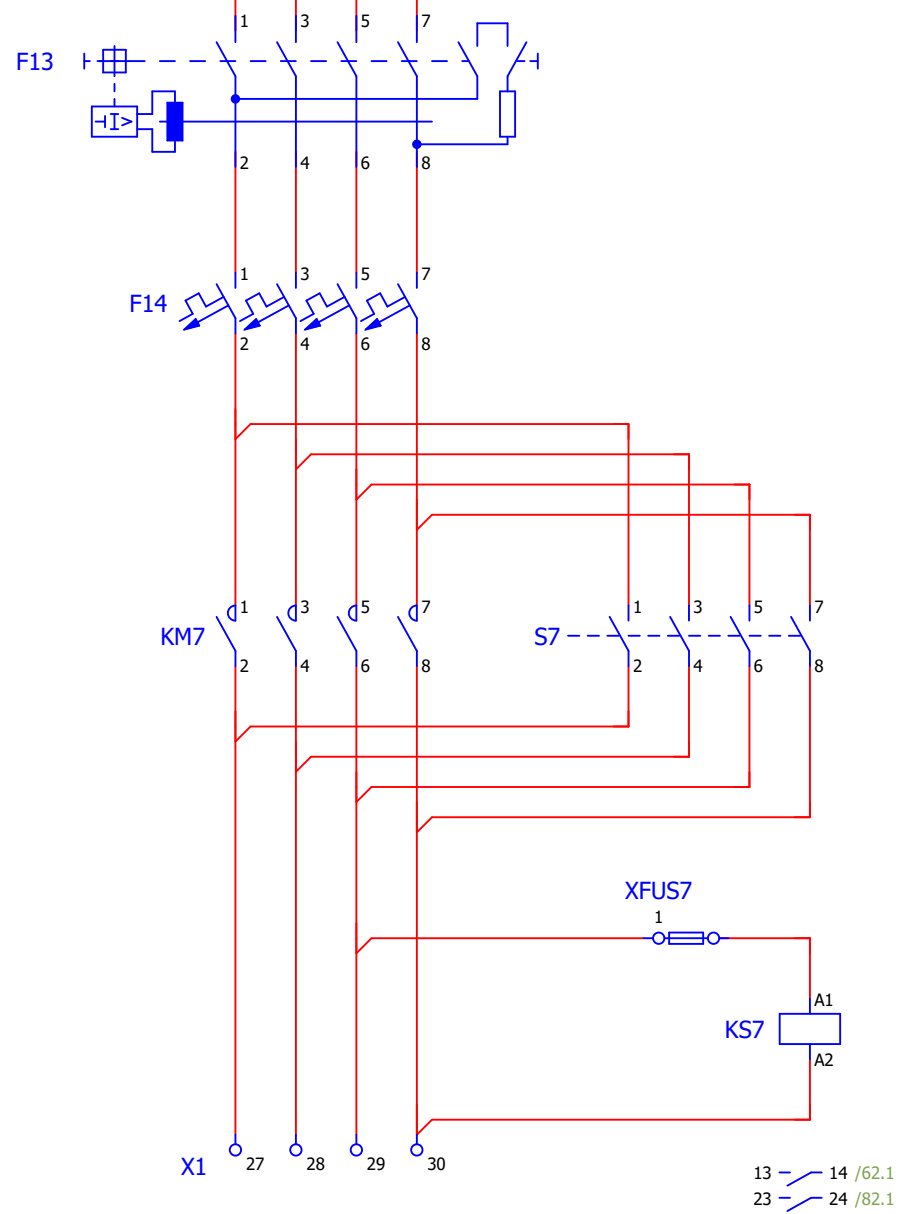 1 3 5 7
F13
I>
2 4 6 8
1 3 5 7
F14
2 4 6 8
1 3 5 7 1 3 5 7
KM7 S7
2 4 6 8 2 4 6 8
XFUS7
1
A1
KS7
A2
X1 27 28 29 30
13 14 /62.1
23 24 /82.1